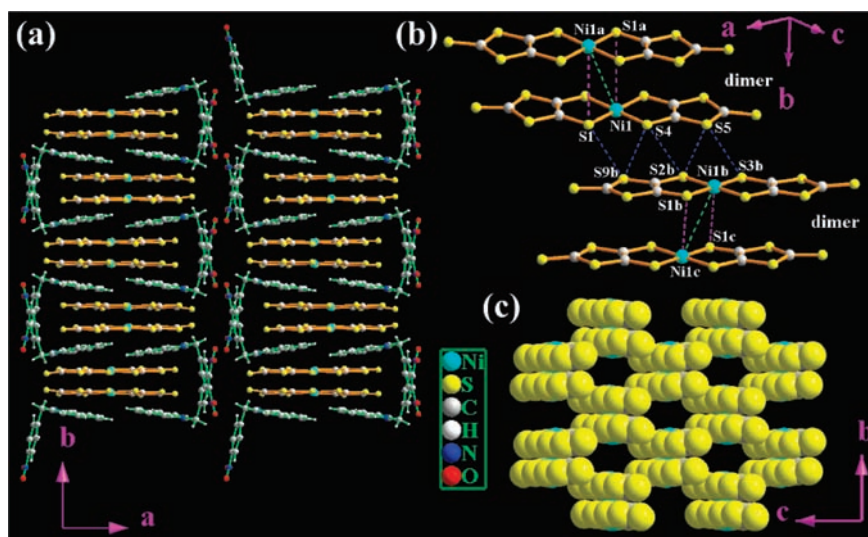 (a)
b
a
(b)
Ni1a
S1a
a
c
b
dimer
Ni1
S1
S4
S5
S9b
S2b
Ni1b
S3b
S1b
dimer
S1c
Ni1c
(c)
Ni
S
C
H
N
O
b
c